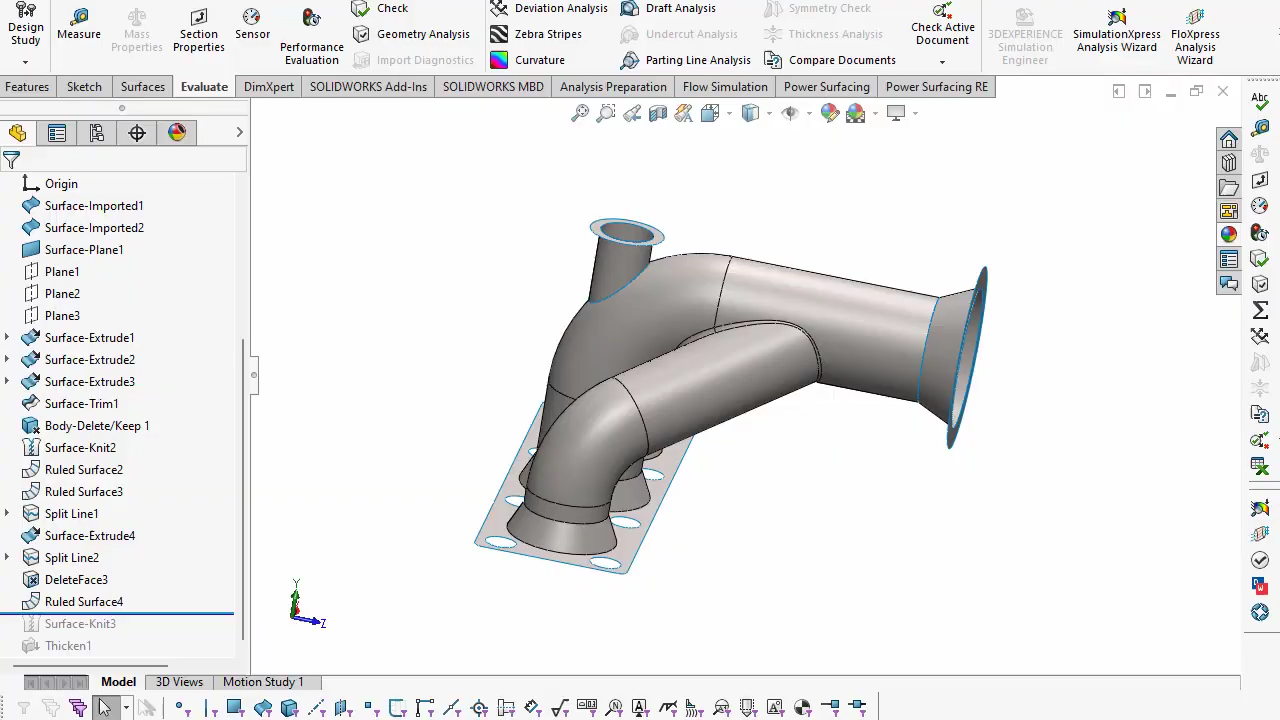 Design Study
Measure
Mass Properties
Section Properties
Sensor
Performance Evaluation
Check
Geometry Analysis
Import Diagnostics
Deviation Analysis
Zebra Stripes
Curvature
Draft Analysis
Undercut Analysis
Parting Line Analysis
Symmetry Check
Thickness Analysis
Compare Documents
Check Active Document
3DEXPERIENCE Simulation Engineer
SimulationXpress Analysis Wizard
FloXpress Analysis Wizard
Features
Sketch
Surfaces
Evaluate
DimXpert
SOLIDWORKS Add-Ins
SOLIDWORKS MBD
Analysis Preparation
Flow Simulation
Power Surfacing
Power Surfacing RE
Origin
Surface-Imported1
Surface-Imported2
Surface-Plane1
Plane1
Plane2
Plane3
Surface-Extrude1
Surface-Extrude2
Surface-Extrude3
Surface-Trim1
Body-Delete/Keep 1
Surface-Knit2
Ruled Surface2
Ruled Surface3
Split Line1
Surface-Extrude4
Split Line2
DeleteFace3
Ruled Surface4
Surface-Knit3
Thicken1
Y
Z
Abc
Model
3D Views
Motion Study 1